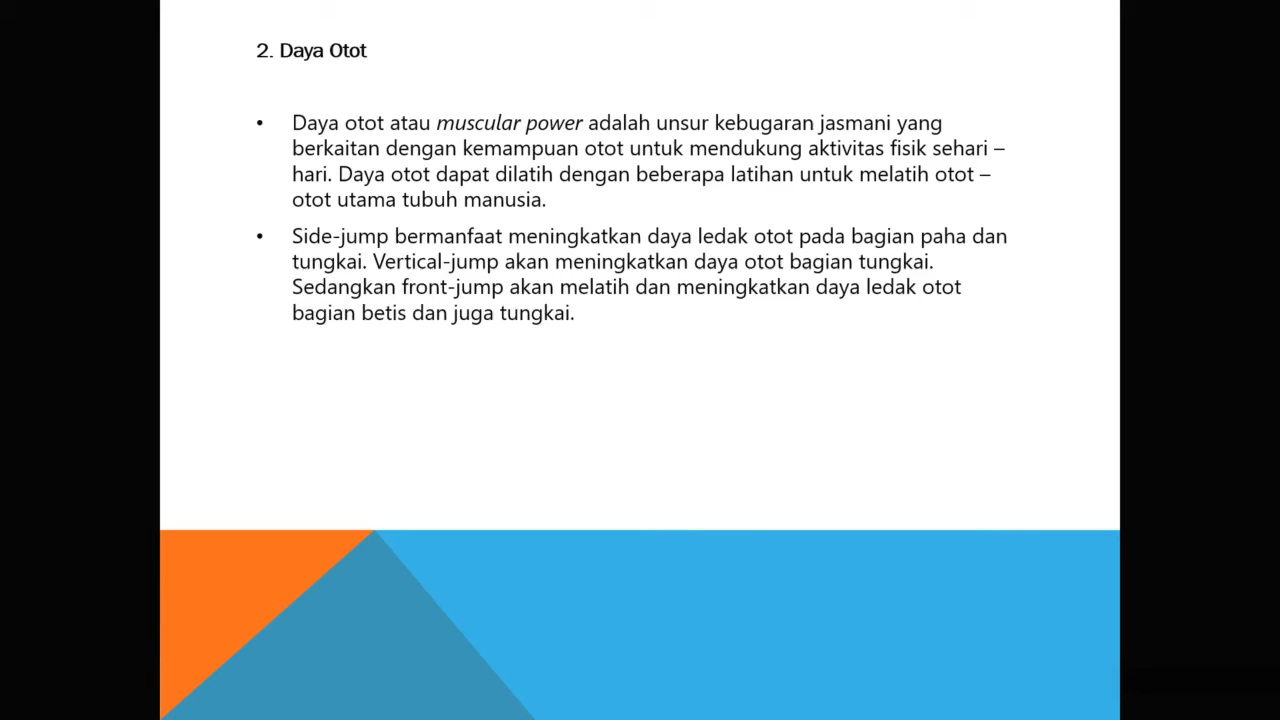 2. Daya Otot
• Daya otot atau muscular power adalah unsur kebugaran jasmani yang
berkaitan dengan kemampuan otot untuk mendukung aktivitas fisik sehari –
hari. Daya otot dapat dilatih dengan beberapa latihan untuk melatih otot –
otot utama tubuh manusia.
• Side-jump bermanfaat meningkatkan daya ledak otot pada bagian paha dan
tungkai. Vertical-jump akan meningkatkan daya otot bagian tungkai.
Sedangkan front-jump akan melatih dan meningkatkan daya ledak otot
bagian betis dan juga tungkai.